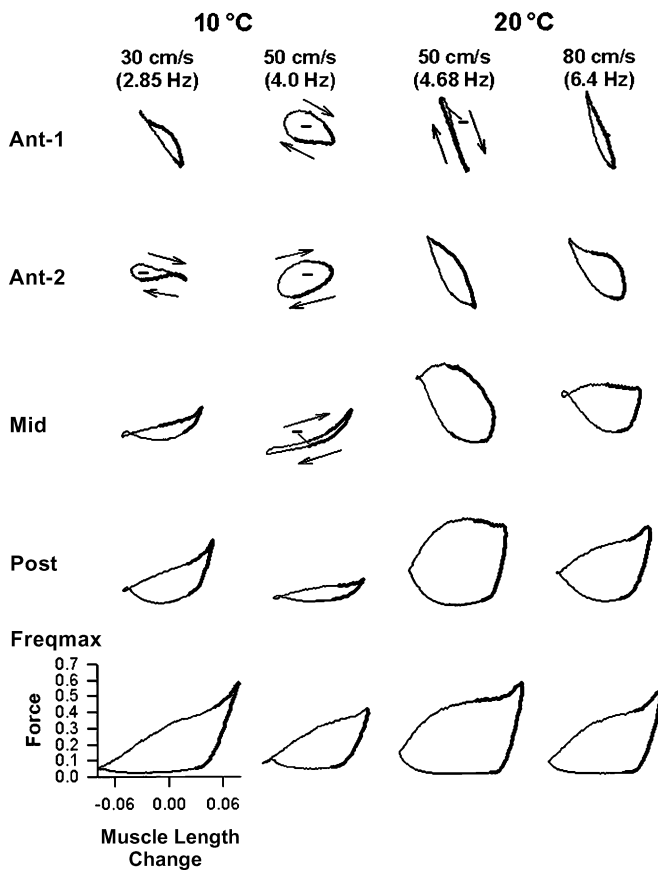 10 °C 20 °C
30 cm/s 50 cm/s 50 cm/s 80 cm/s
(2.85 Hz) (4.0 Hz) (4.68 Hz) (6.4 Hz)
Ant-1
Ant-2
Mid
Post
Freqmax
0.7
0.6
0.5
0.4
0.3
0.2
0.1
0.0
Force
-0.06 0.00 0.06
Muscle Length
Change